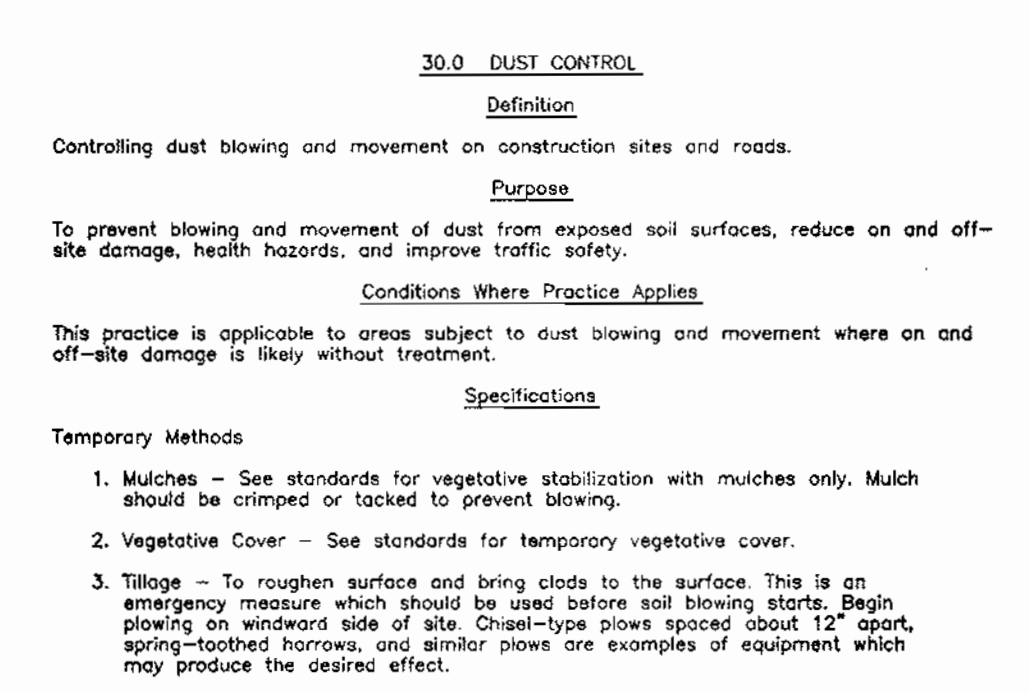 30.0 DUST CONTROL
Definition
Controlling dust blowing and movement on construction sites and roads.
Purpose
To prevent blowing and movement of dust from exposed soil surfaces, reduce on and off-
site damage, health hazards, and improve traffic safety.
Conditions Where Practice Applies
This practice is applicable to areas subject to dust blowing and movement where on and
off-site damage is likely without treatment.
Specifications
Temporary Methods
1. Mulches - See standards for vegetative stabilization with mulches only. Mulch
should be crimped or tacked to prevent blowing.
2. Vegetative Cover - See standards for temporary vegetative cover.
3. Tillage - To roughen surface and bring clods to the surface. This is an
emergency measure which should be used before soil blowing starts. Begin
plowing on windward side of site. Chisel-type plows spaced about 12" apart,
spring-toothed harrows, and similar plows are examples of equipment which
may produce the desired effect.